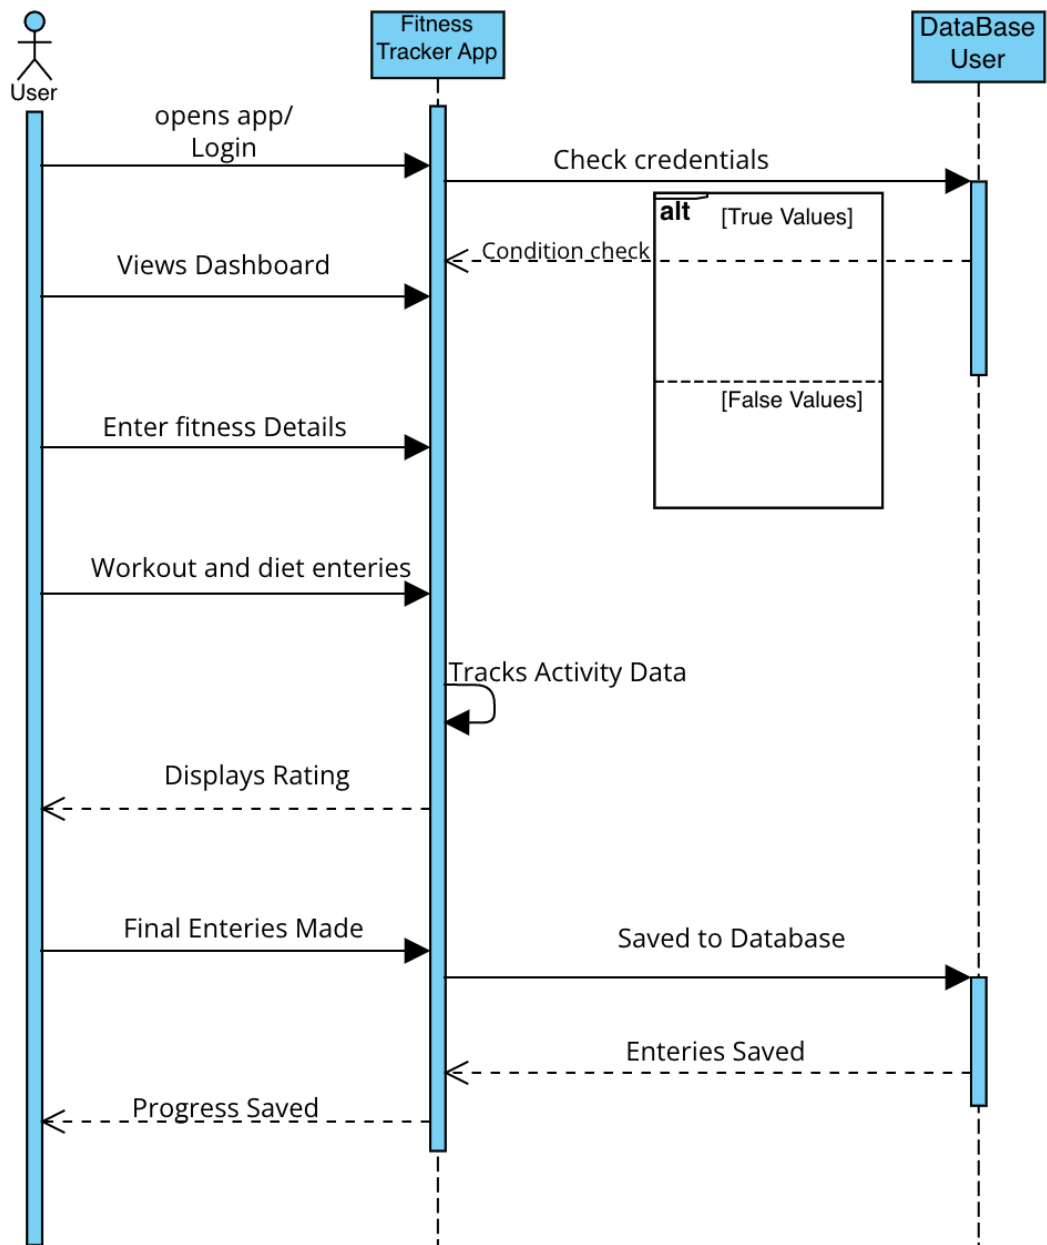 Fitness
Tracker App
DataBase
User
User
opens app/
Login
Check credentials
alt
[True Values]
Condition check
Views Dashboard
[False Values]
Enter fitness Details
Workout and diet enteries
Tracks Activity Data
Displays Rating
Final Enteries Made
Saved to Database
Enteries Saved
Progress Saved